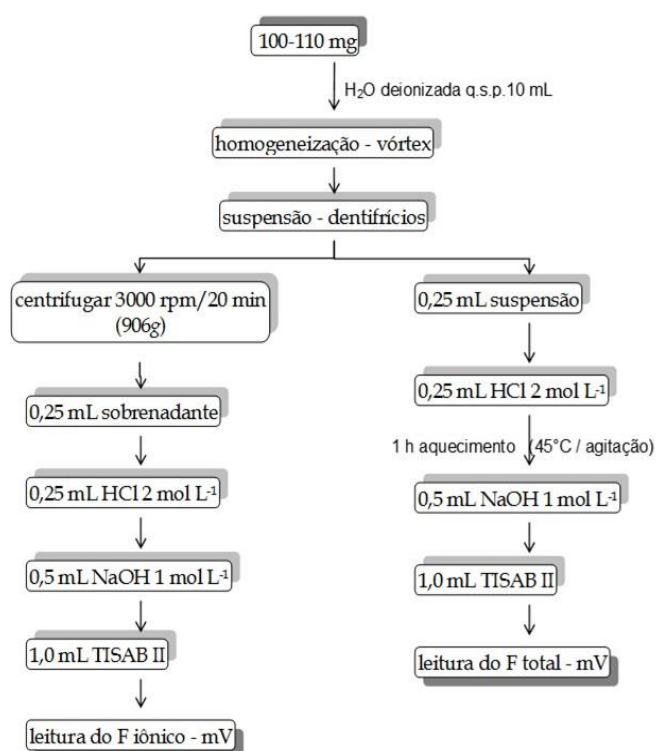 100-110 mg
H₂O deionizada q.s.p.10 mL
homogeneização - vórtex
suspensão - dentifrícios
centrifugar 3000 rpm/20 min
(906g)
0,25 mL sobrenadante
0,25 mL HCl 2 mol L⁻¹
0,5 mL NaOH 1 mol L⁻¹
1,0 mL TISAB II
leitura do F iônico - mV
0,25 mL suspensão
0,25 mL HCl 2 mol L⁻¹
1 h aquecimento (45°C / agitação)
0,5 mL NaOH 1 mol L⁻¹
1,0 mL TISAB II
leitura do F total - mV